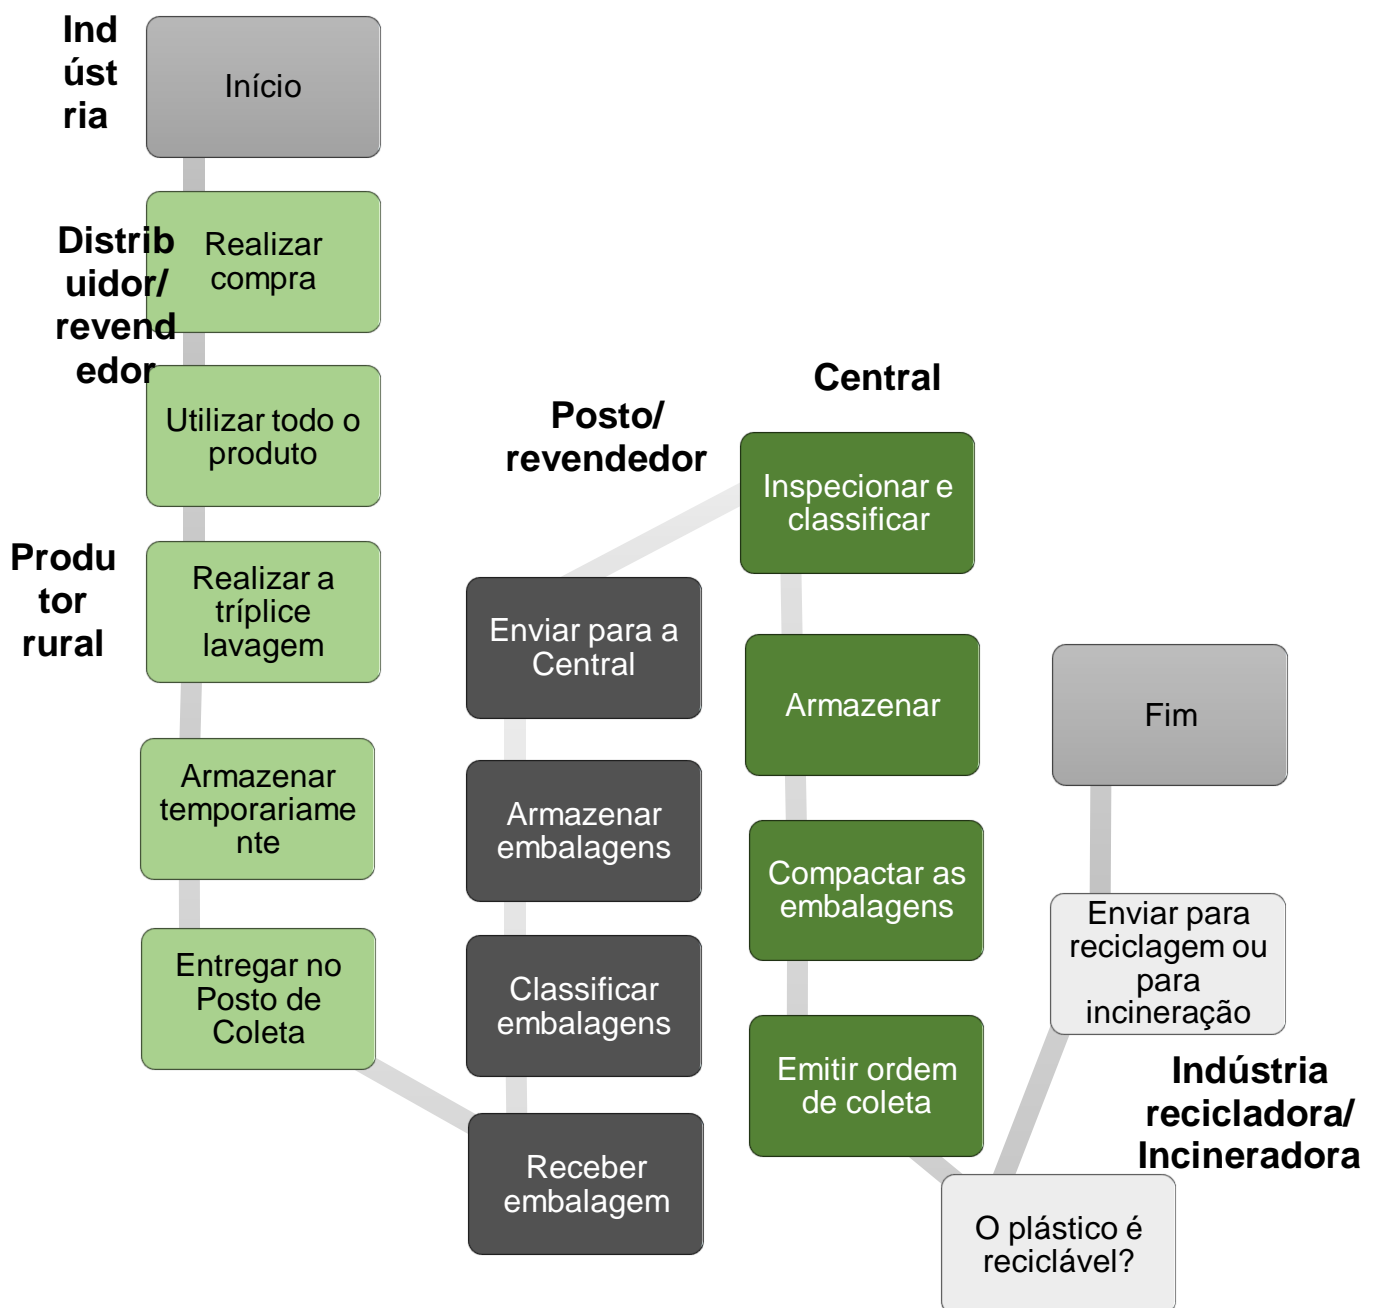 Ind
úst
ria
Início
Distrib
uidor/
revend
edor
Realizar
compra
Utilizar todo o
produto
Produ
tor
rural
Realizar a
tríplice
lavagem
Armazenar
temporariame
nte
Entregar no
Posto de
Coleta
Posto/
revendedor
Enviar para a
Central
Armazenar
embalagens
Classificar
embalagens
Receber
embalagem
Central
Inspecionar e
classificar
Armazenar
Compactar as
embalagens
Emitir ordem
de coleta
Fim
Enviar para
reciclagem ou
para
incineração
Indústria
recicladora/
Incineradora
O plástico é
reciclável?